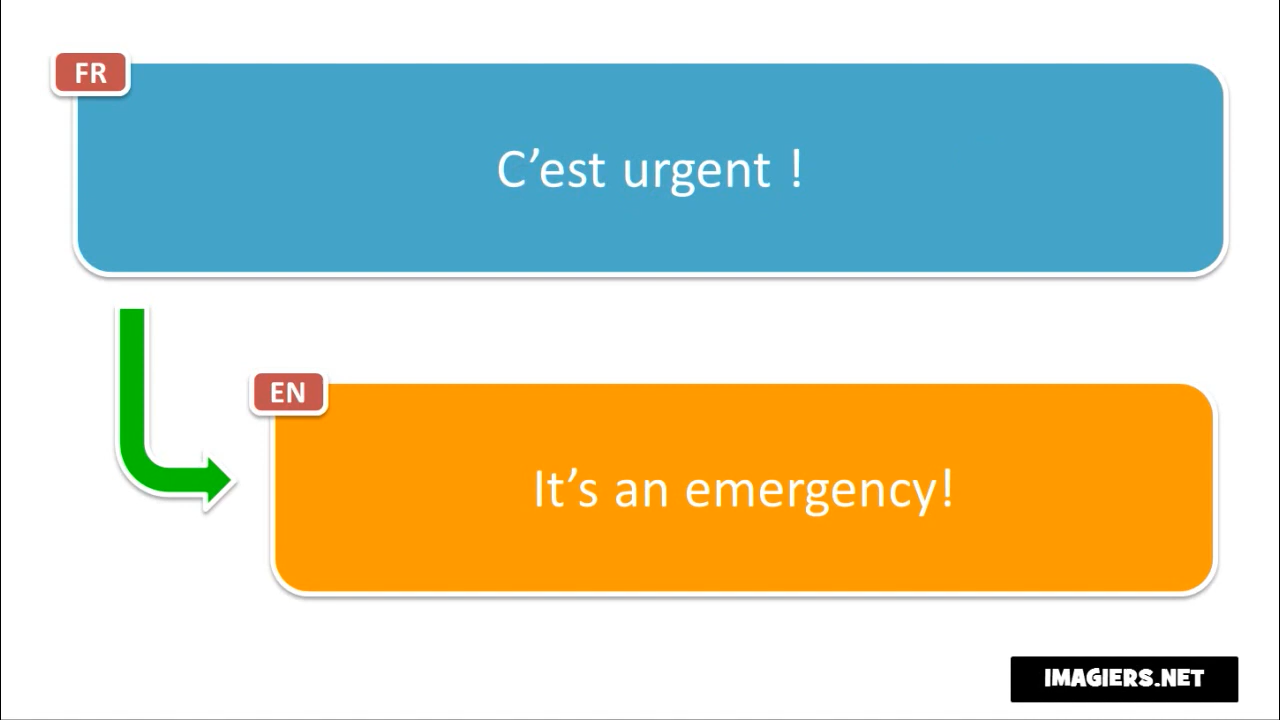 FR
C’est urgent !
EN
It’s an emergency!
IMAGIERS.NET